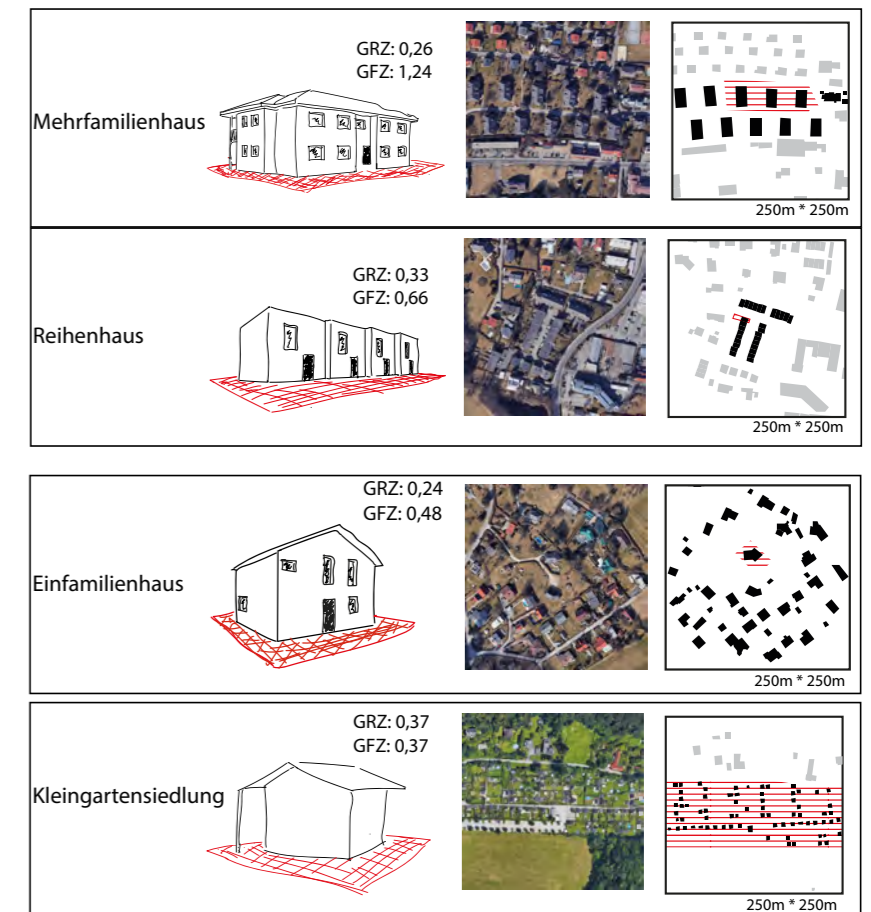 GRZ: 0,26
GFZ: 1,24
Mehrfamilienhaus
250m * 250m
GRZ: 0,33
GFZ: 0,66
Reihenhaus
250m * 250m
GRZ: 0,24
GFZ: 0,48
Einfamilienhaus
250m * 250m
GRZ: 0,37
GFZ: 0,37
Kleingartensiedlung
250m * 250m